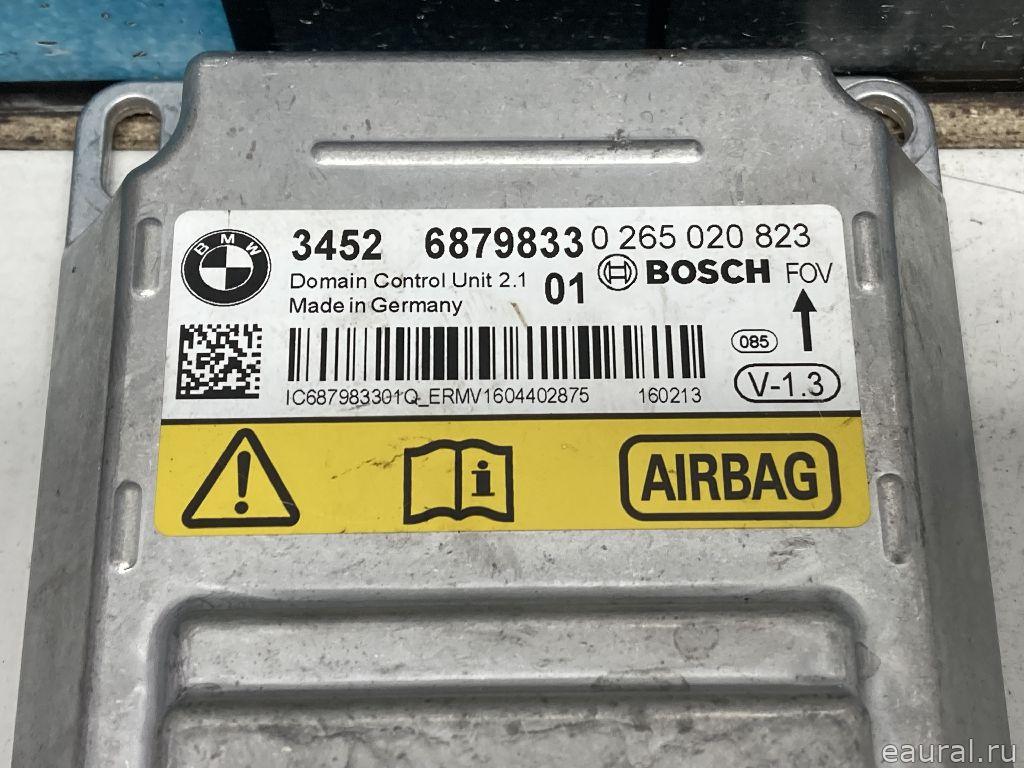 BMW
3452 6879833 0 265 020 823
Domain Control Unit 2.1 01 BOSCH FOV
Made in Germany
085
V-1.3
IC687983301Q_ERMV1604402875 160213
AIRBAG
eaural.ru